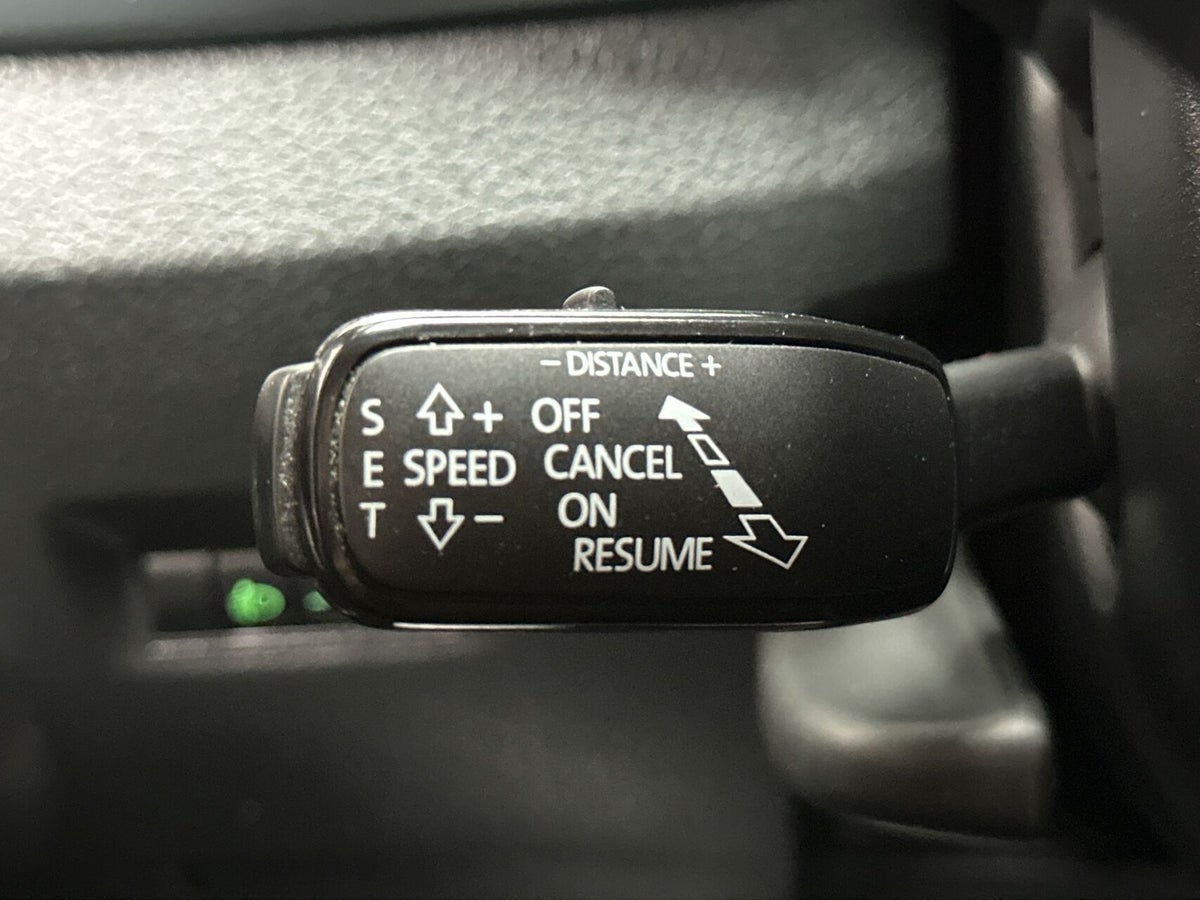 – DISTANCE +
S + OFF
E SPEED CANCEL
T – ON
RESUME